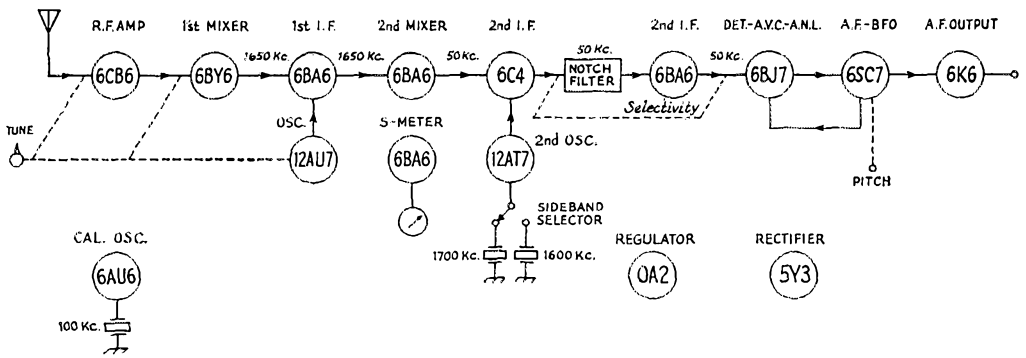 R.F. AMP 1st MIXER 1st I.F. 2nd MIXER 2nd I.F. 2nd I.F. DET.-A.V.C.-A.N.L. A.F.-BFO A.F. OUTPUT
1650 Kc. 1650 Kc. 50 Kc. 50 Kc. 50 Kc.
6CB6 6BY6 6BA6 6BA6 6C4 NOTCH FILTER 6BA6 6BJ7 6SC7 6K6
Selectivity
OSC. S-METER
TUNE 12AU7 6BA6 12AT7 2nd OSC.
PITCH
SIDEBAND
SELECTOR
CAL. OSC. REGULATOR RECTIFIER
1700 Kc. 1600 Kc.
6AU6 0A2 5Y3
100 Kc.